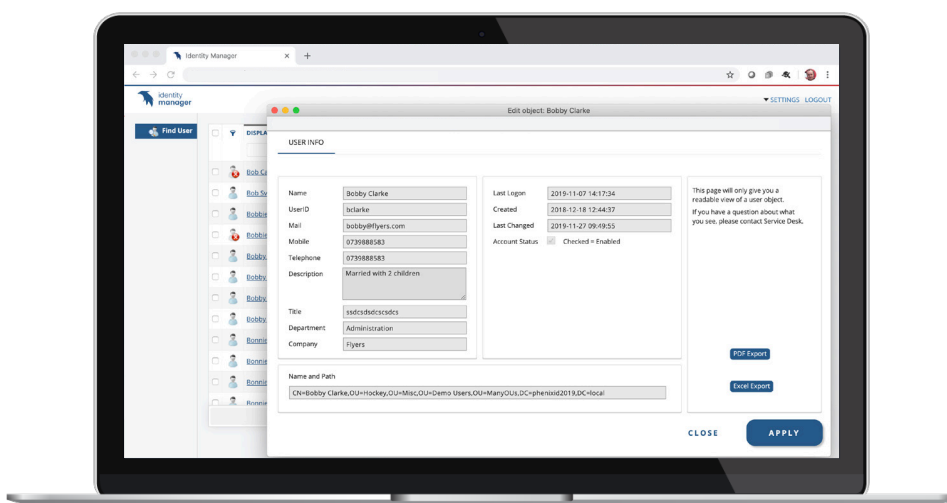 Identity Manager
identity
manager
SETTINGS LOGOUT
Find User
DISPLA
Bob Ca
Bob Sv
Bobbie
Bobbie
Bobby
Bobby
Bobby
Bobby
Bonnie
Bonnie
Bonnie
Bonnie
Edit object: Bobby Clarke
USER INFO
Name Bobby Clarke
UserID bclarke
Mail bobby@flyers.com
Mobile 0739888583
Telephone 0739888583
Description Married with 2 children
Title ssdcsdsdcscsdcs
Department Administration
Company Flyers
Last Logon 2019-11-07 14:17:34
Created 2018-12-18 12:44:37
Last Changed 2019-11-27 09:49:55
Account Status Checked = Enabled
This page will only give you a
readable view of a user object.
If you have a question about what
you see, please contact Service Desk.
PDF Export
Excel Export
Name and Path
CN=Bobby Clarke,OU=Hockey,OU=Misc,OU=Demo Users,OU=ManyOUs,DC=phenixid2019,DC=local
CLOSE
APPLY